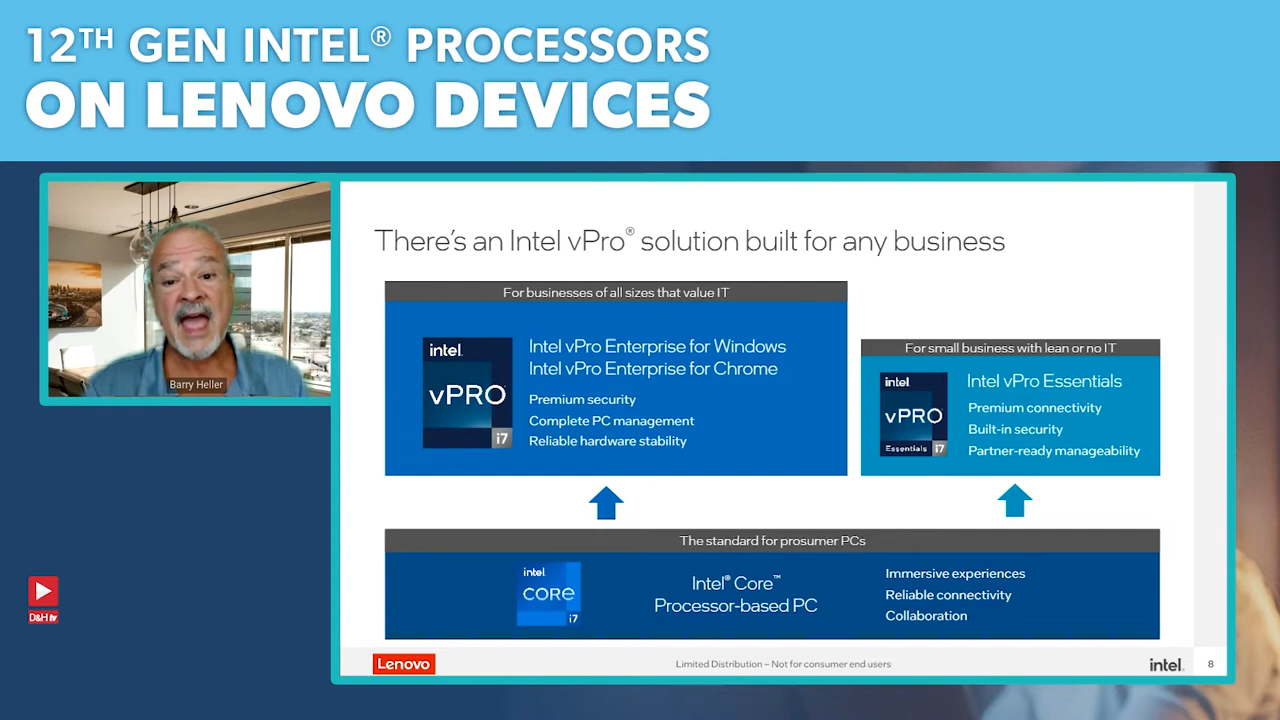 12TH GEN INTEL® PROCESSORS
ON LENOVO DEVICES
Barry Heller
There's an Intel vPro® solution built for any business
For businesses of all sizes that value IT
intel.
vPRO
i7
Intel vPro Enterprise for Windows
Intel vPro Enterprise for Chrome
Premium security
Complete PC management
Reliable hardware stability
For small business with lean or no IT
intel.
vPRO
Essentials i7
Intel vPro Essentials
Premium connectivity
Built-in security
Partner-ready manageability
The standard for prosumer PCs
intel.
CORE
i7
Intel® Core™
Processor-based PC
Immersive experiences
Reliable connectivity
Collaboration
D&H tv
Lenovo
Limited Distribution – Not for consumer end users
intel.
8